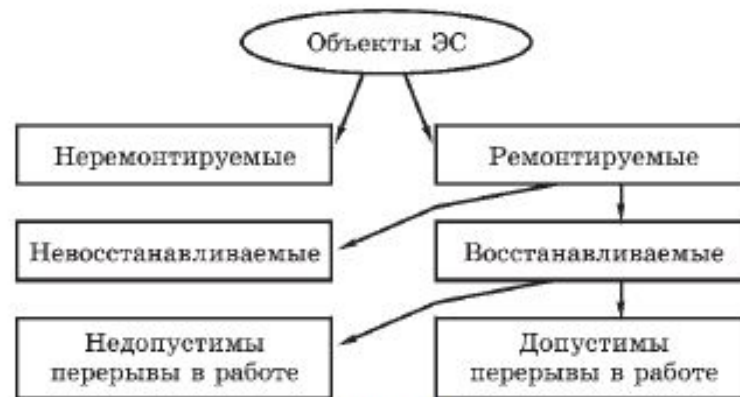 Объекты ЭС
Неремонтируемые
Ремонтируемые
Невосстанавливаемые
Восстанавливаемые
Недопустимы
перерывы в работе
Допустимы
перерывы в работе